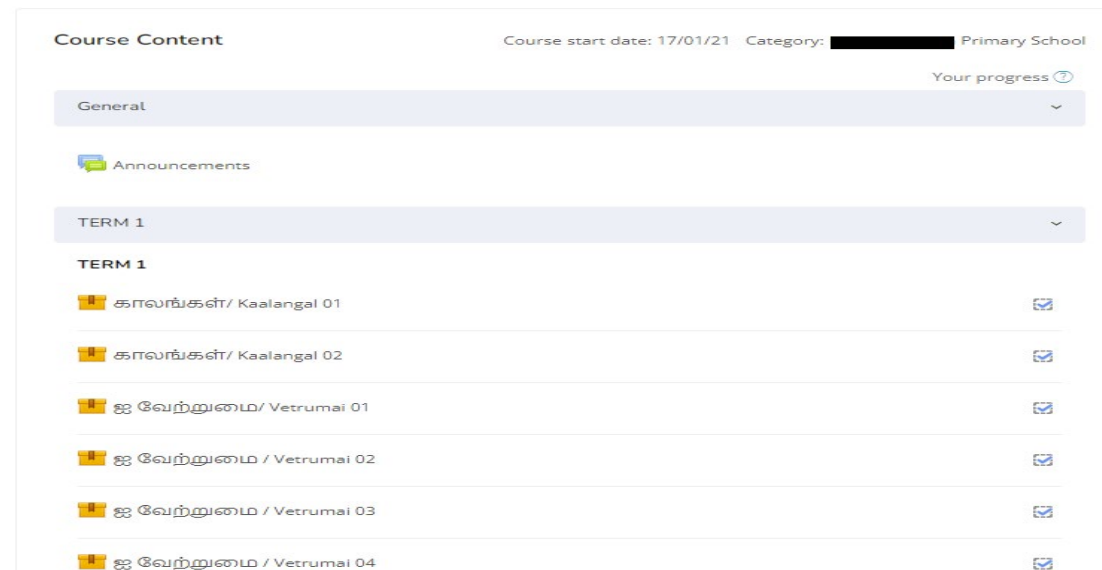 Course Content Course start date: 17/01/21 Category: Primary School
Your progress
General
Announcements
TERM 1
TERM 1
காலங்கள்/ Kaalangal 01
காலங்கள்/ Kaalangal 02
ஐ வேற்றுமை/ Vetrumai 01
ஐ வேற்றுமை / Vetrumai 02
ஐ வேற்றுமை / Vetrumai 03
ஐ வேற்றுமை / Vetrumai 04